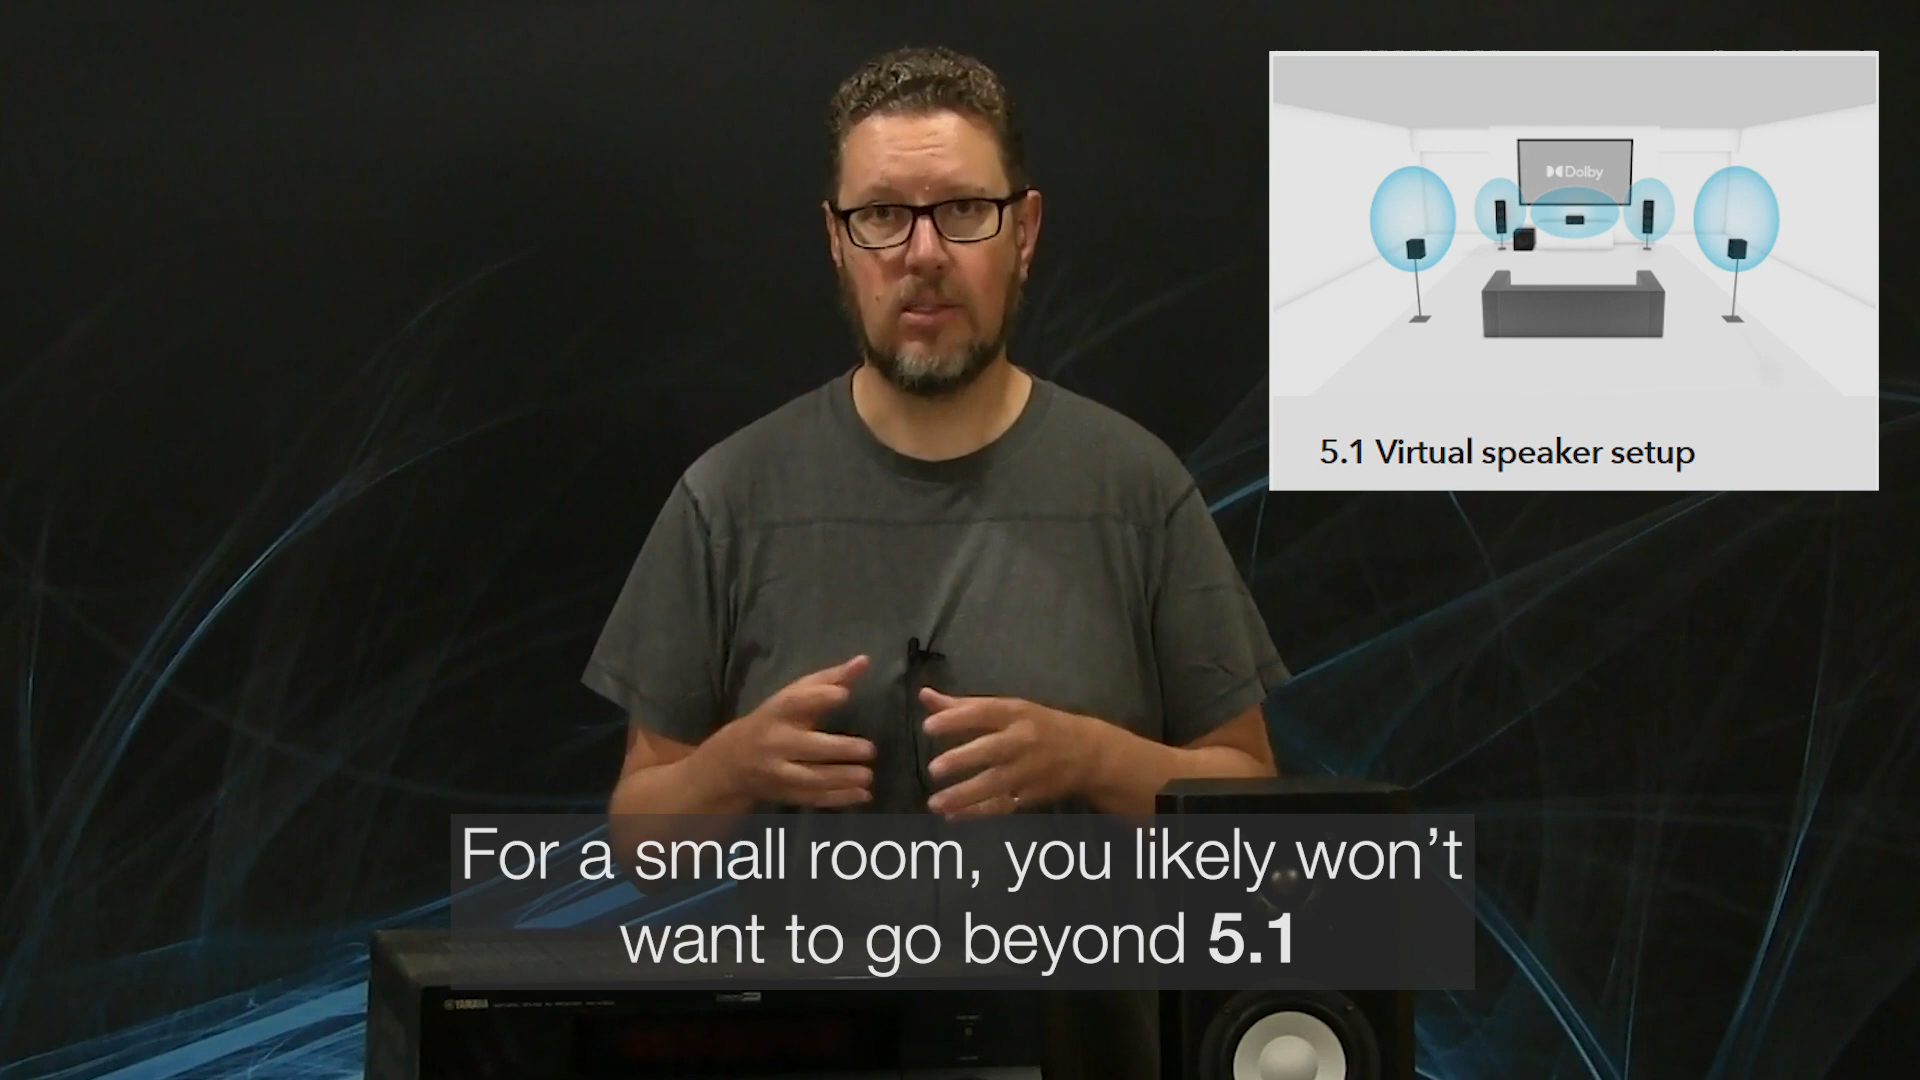 Dolby
5.1 Virtual speaker setup
For a small room, you likely won’t
want to go beyond 5.1
YAMAHA